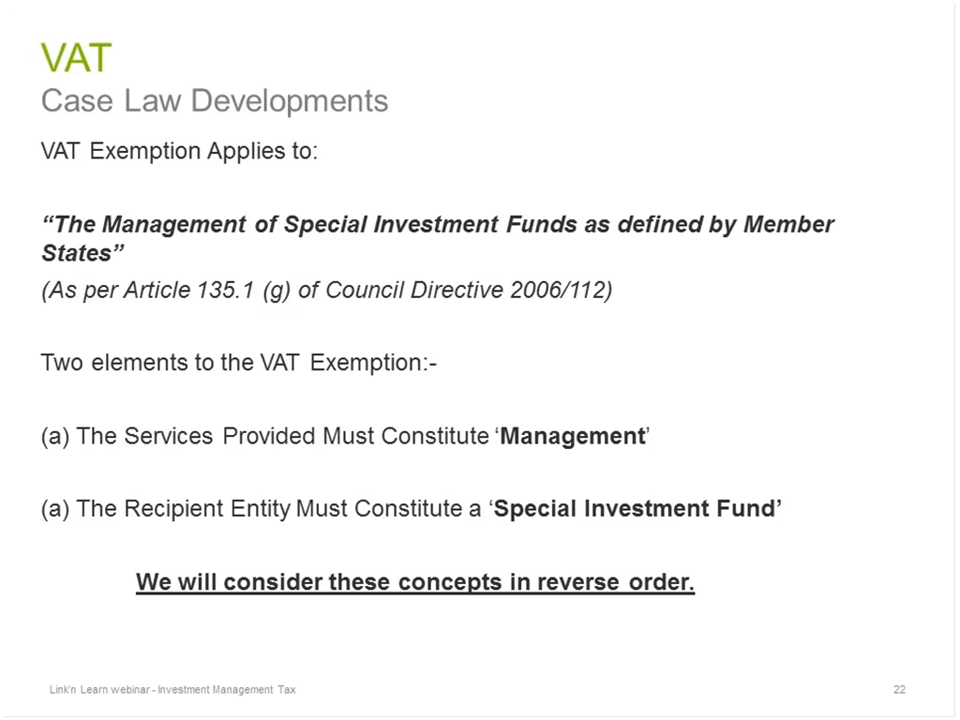 VAT
Case Law Developments
VAT Exemption Applies to:
“The Management of Special Investment Funds as defined by Member
States”
(As per Article 135.1 (g) of Council Directive 2006/112)
Two elements to the VAT Exemption:-
(a) The Services Provided Must Constitute ‘Management’
(a) The Recipient Entity Must Constitute a ‘Special Investment Fund’
We will consider these concepts in reverse order.
Link'n Learn webinar - Investment Management Tax
22